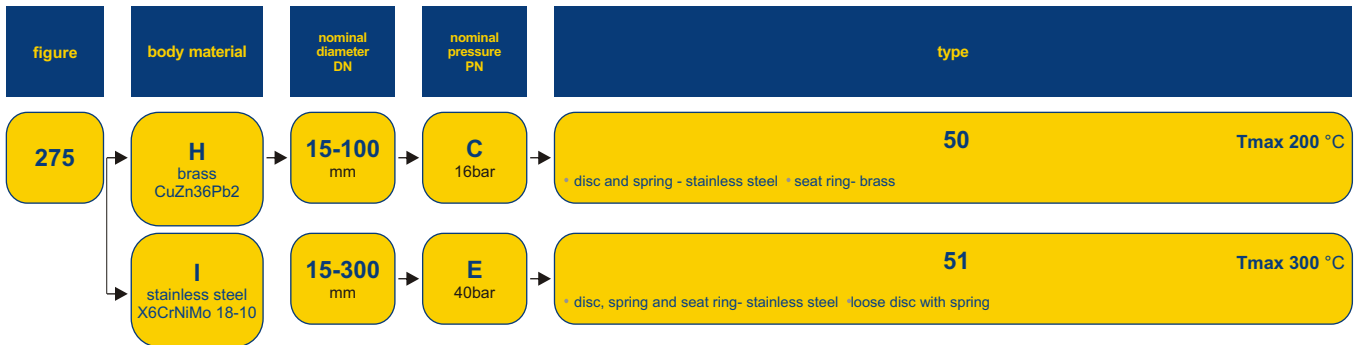 figure
body material
nominal
diameter
DN
nominal
pressure
PN
type
275
H
brass
CuZn36Pb2
15-100
mm
C
16bar
50
Tmax 200 °C
• disc and spring - stainless steel • seat ring- brass
I
stainless steel
X6CrNiMo 18-10
15-300
mm
E
40bar
51
Tmax 300 °C
• disc, spring and seat ring- stainless steel •loose disc with spring